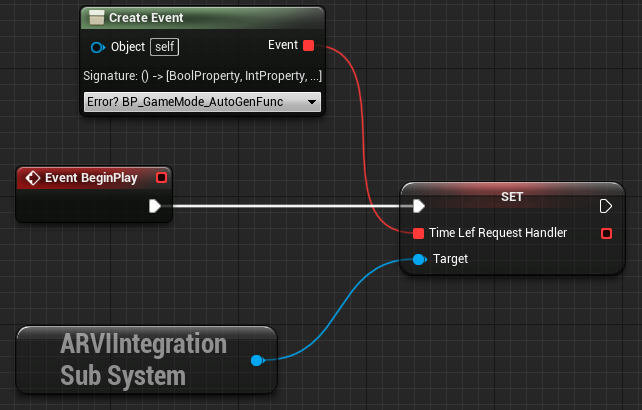 Create Event
Object self
Event
Signature: () -> [BoolProperty, IntProperty, ...]
Error? BP_GameMode_AutoGenFunc
Event BeginPlay
SET
Time Lef Request Handler
Target
ARVIIntegration
Sub System